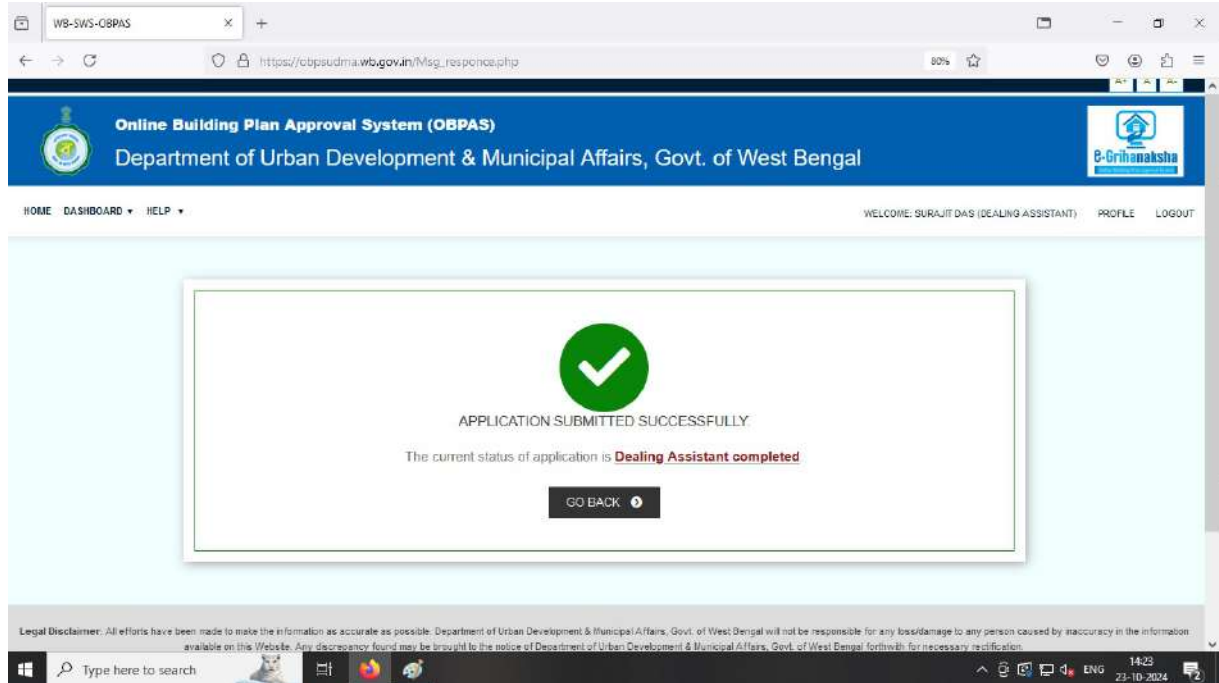 WB-SWS-OBPAS
https://obpsudma.wb.gov.in/Msg_responce.php
80%
A+ A A-
Online Building Plan Approval System (OBPAS)
Department of Urban Development & Municipal Affairs, Govt. of West Bengal
E-Grihanaksha
HOME DASHBOARD HELP
WELCOME: SURAJIT DAS (DEALING ASSISTANT) PROFILE LOGOUT
APPLICATION SUBMITTED SUCCESSFULLY
The current status of application is Dealing Assistant completed
GO BACK
Legal Disclaimer: All efforts have been made to make the information as accurate as possible. Department of Urban Development & Municipal Affairs, Govt. of West Bengal will not be responsible for any loss/damage to any person caused by inaccuracy in the information
available on this Website. Any discrepancy found may be brought to the notice of Department of Urban Development & Municipal Affairs, Govt. of West Bengal forthwith for necessary rectification.
Type here to search
ENG
14:23
23-10-2024